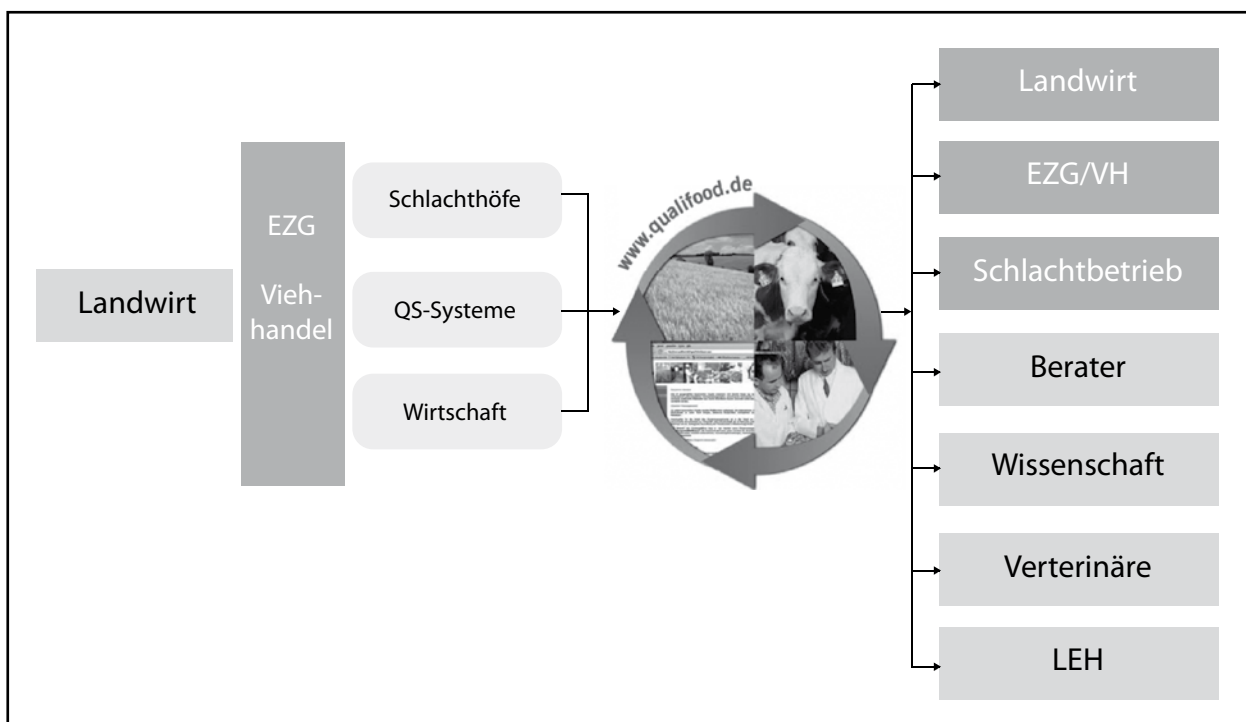 Landwirt
EZG
Vieh-
handel
Schlachthöfe
QS-Systeme
Wirtschaft
www.qualifood.de
Landwirt
EZG/VH
Schlachtbetrieb
Berater
Wissenschaft
Verterinäre
LEH